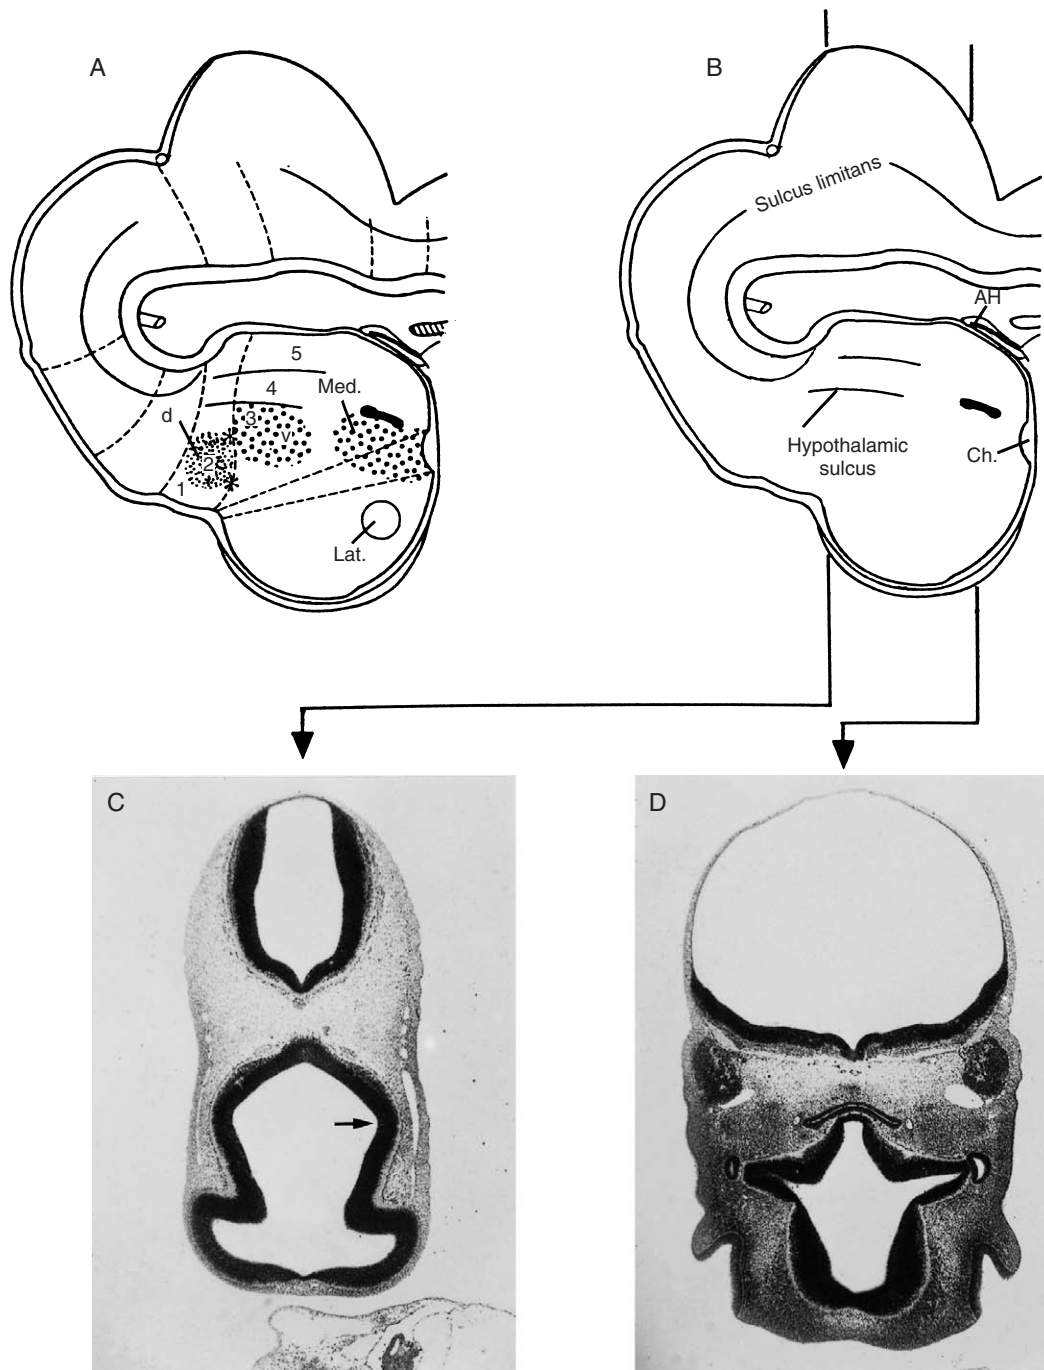 A
5
4
Med.
d
3
v
2
1
Lat.
B
Sulcus limitans
AH
Hypothalamic
sulcus
Ch.
C
D